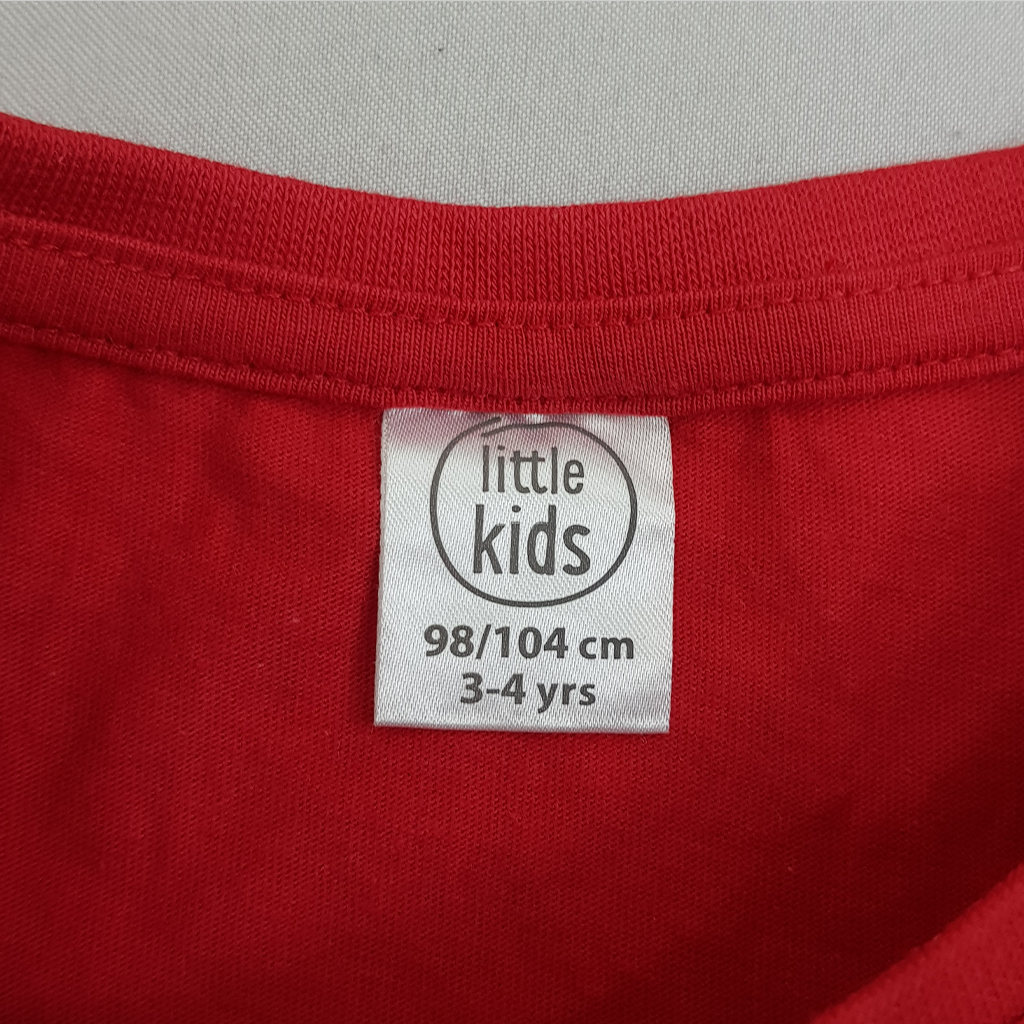 little
kids
98/104 cm
3-4 yrs